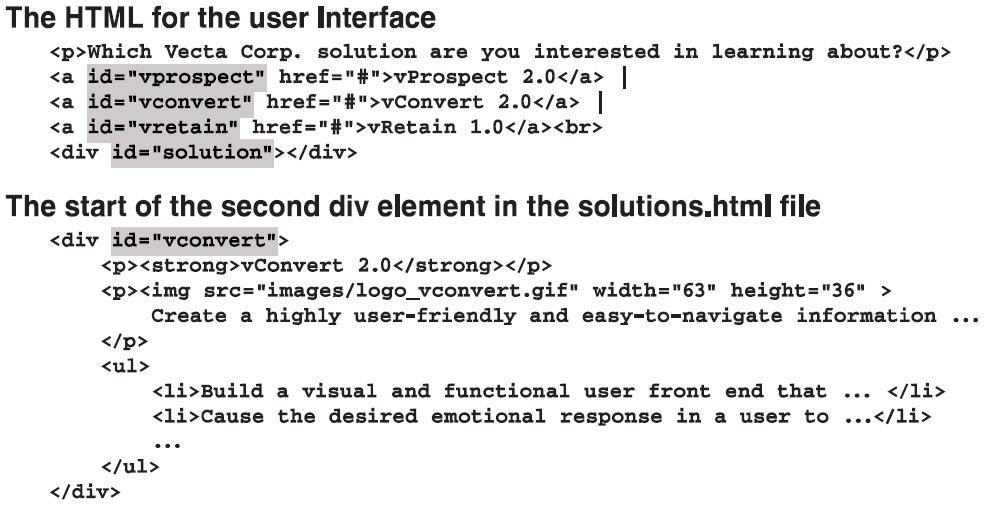 The HTML for the user Interface
<p>Which Vecta Corp. solution are you interested in learning about?</p>
<a id="vprospect" href="#">vProspect 2.0</a> |
<a id="vconvert" href="#">vConvert 2.0</a> |
<a id="vretain" href="#">vRetain 1.0</a><br>
<div id="solution"></div>
The start of the second div element in the solutions.html file
<div id="vconvert">
<p><strong>vConvert 2.0</strong></p>
<p><img src="images/logo_vconvert.gif" width="63" height="36" >
Create a highly user-friendly and easy-to-navigate information ...
</p>
<ul>
<li>Build a visual and functional user front end that ... </li>
<li>Cause the desired emotional response in a user to ...</li>
...
</ul>
</div>